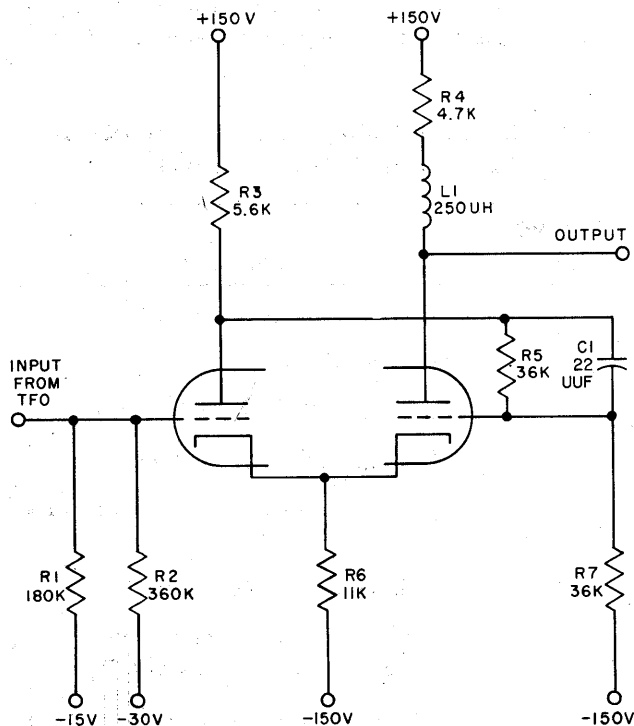 +150V
+150V
R4
4.7K
R3
5.6K
L1
250UH
OUTPUT
INPUT
FROM
TFO
R5
36K
C1
22
UUF
R1
180K
R2
360K
R6
11K
R7
36K
-15V
-30V
-150V
-150V